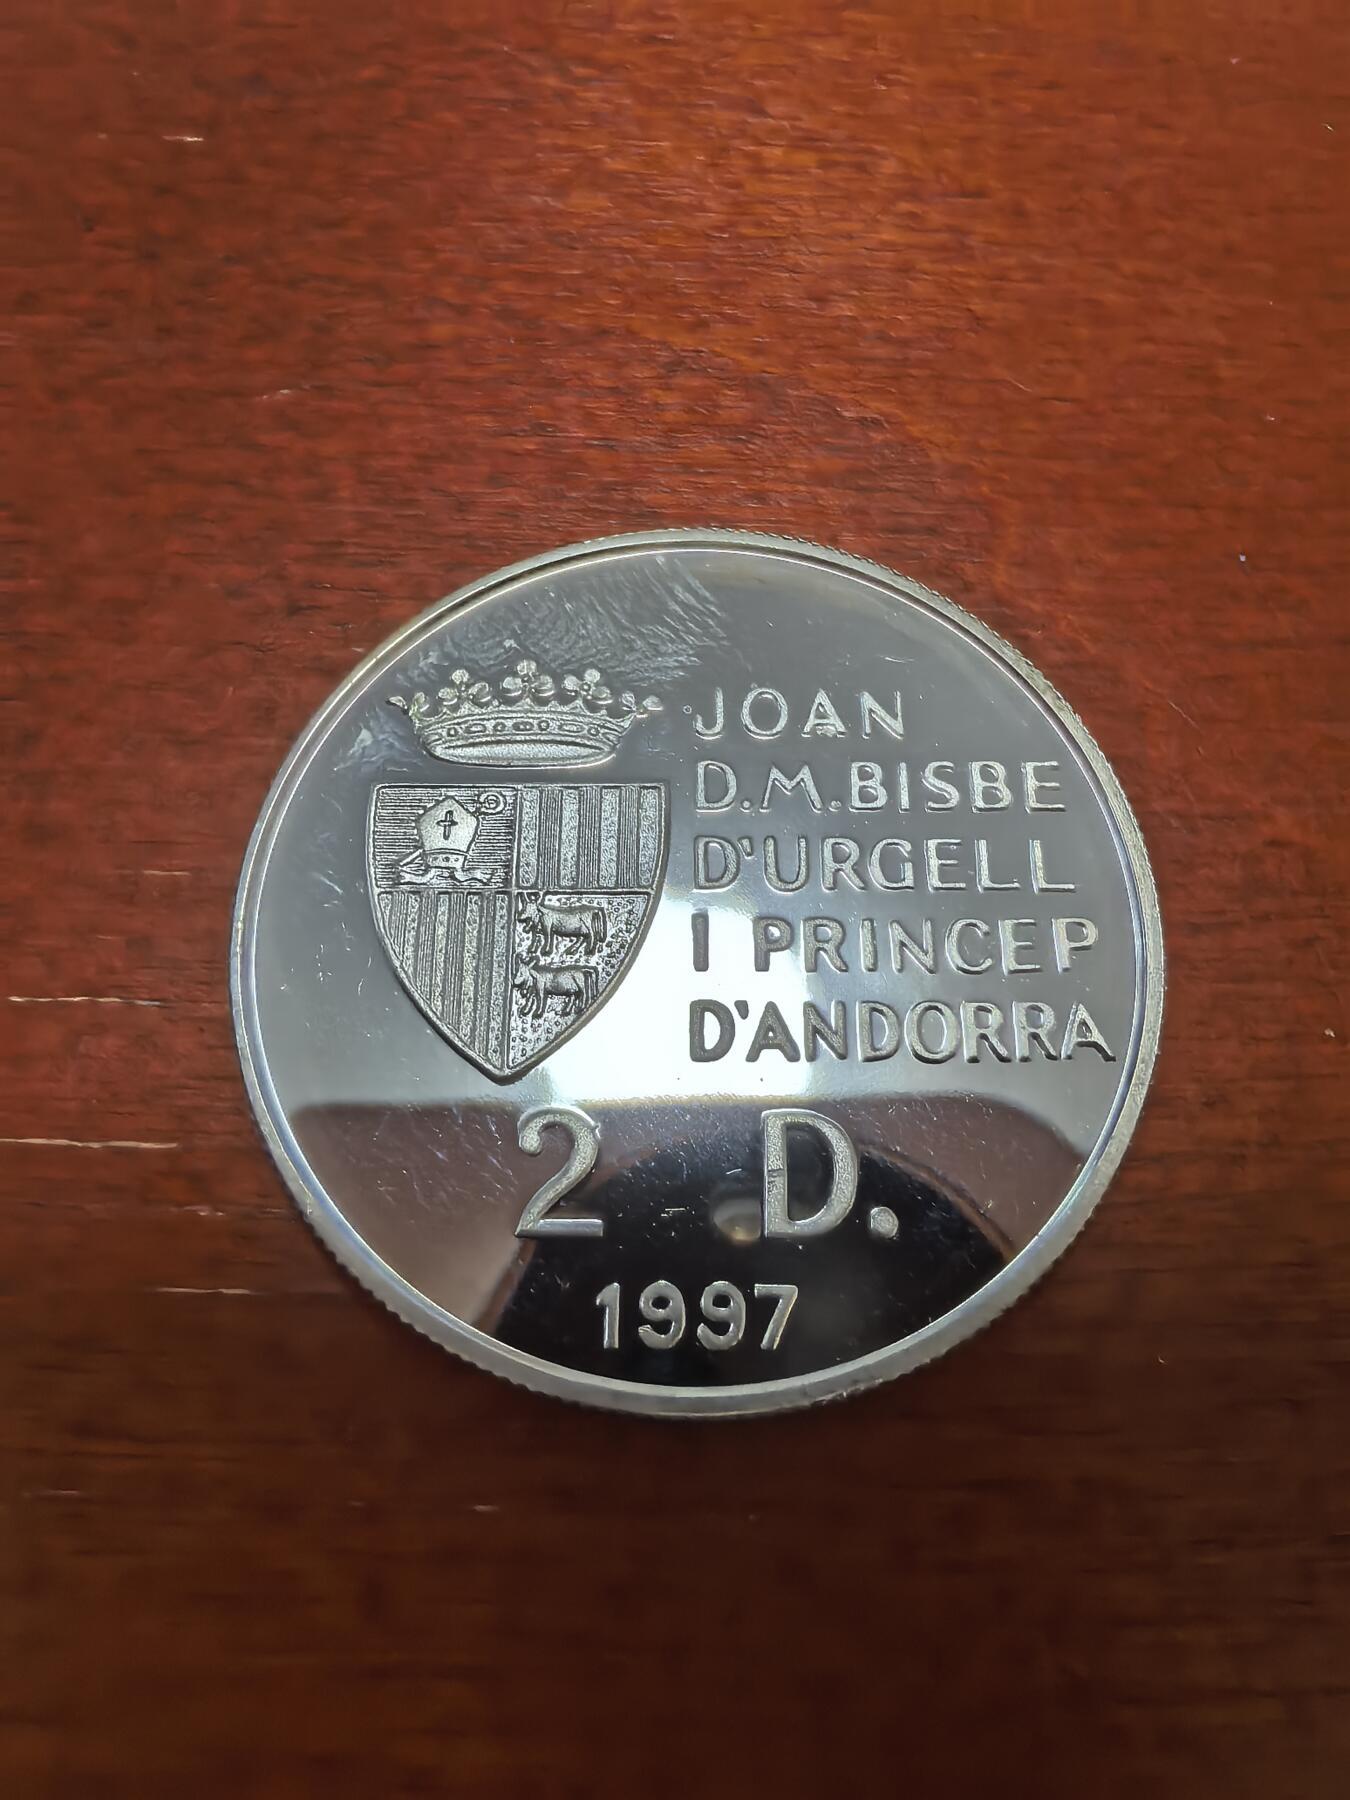 JOAN
D.M.BISBE
D'URGELL
I PRINCEP
D'ANDORRA
2 D.
1997